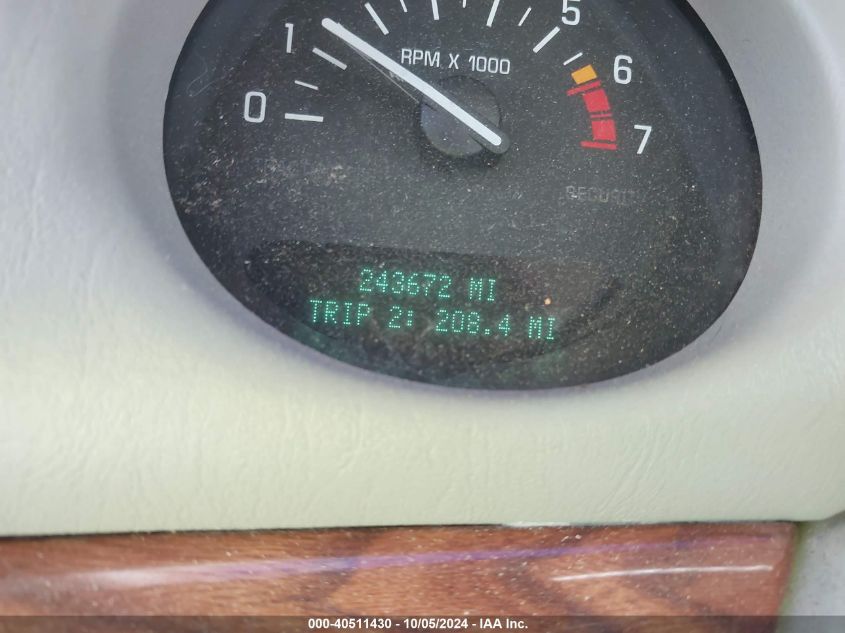 5
1
6
RPM X 1000
0
7
SECURITY
243672 MI
TRIP 2: 208.4 MI
000-40511430 - 10/05/2024 - IAA Inc.